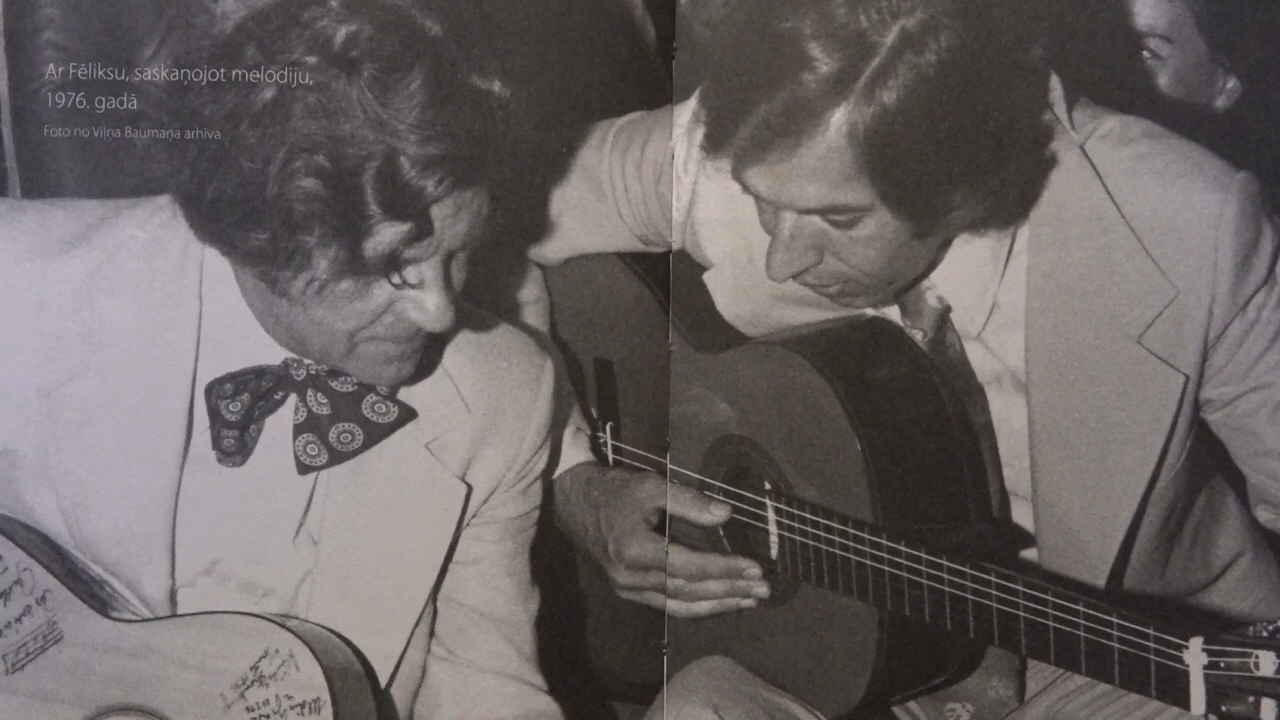 Ar Fēliksu, saskaņojot melodiju,
1976. gadā
Foto no Viļņa Baumaņa arhīva